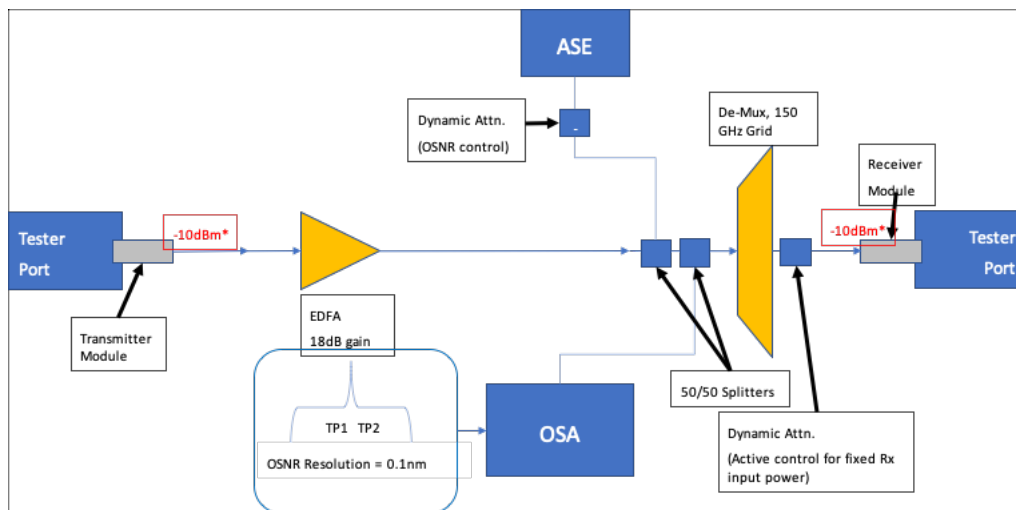 ASE
Dynamic Attn.
(OSNR control)
De-Mux, 150
GHz Grid
Receiver
Module
-10dBm*
-10dBm*
Tester
Port
Tester
Port
Transmitter
Module
EDFA
18dB gain
50/50 Splitters
TP1 TP2
OSNR Resolution = 0.1nm
OSA
Dynamic Attn.
(Active control for fixed Rx
input power)